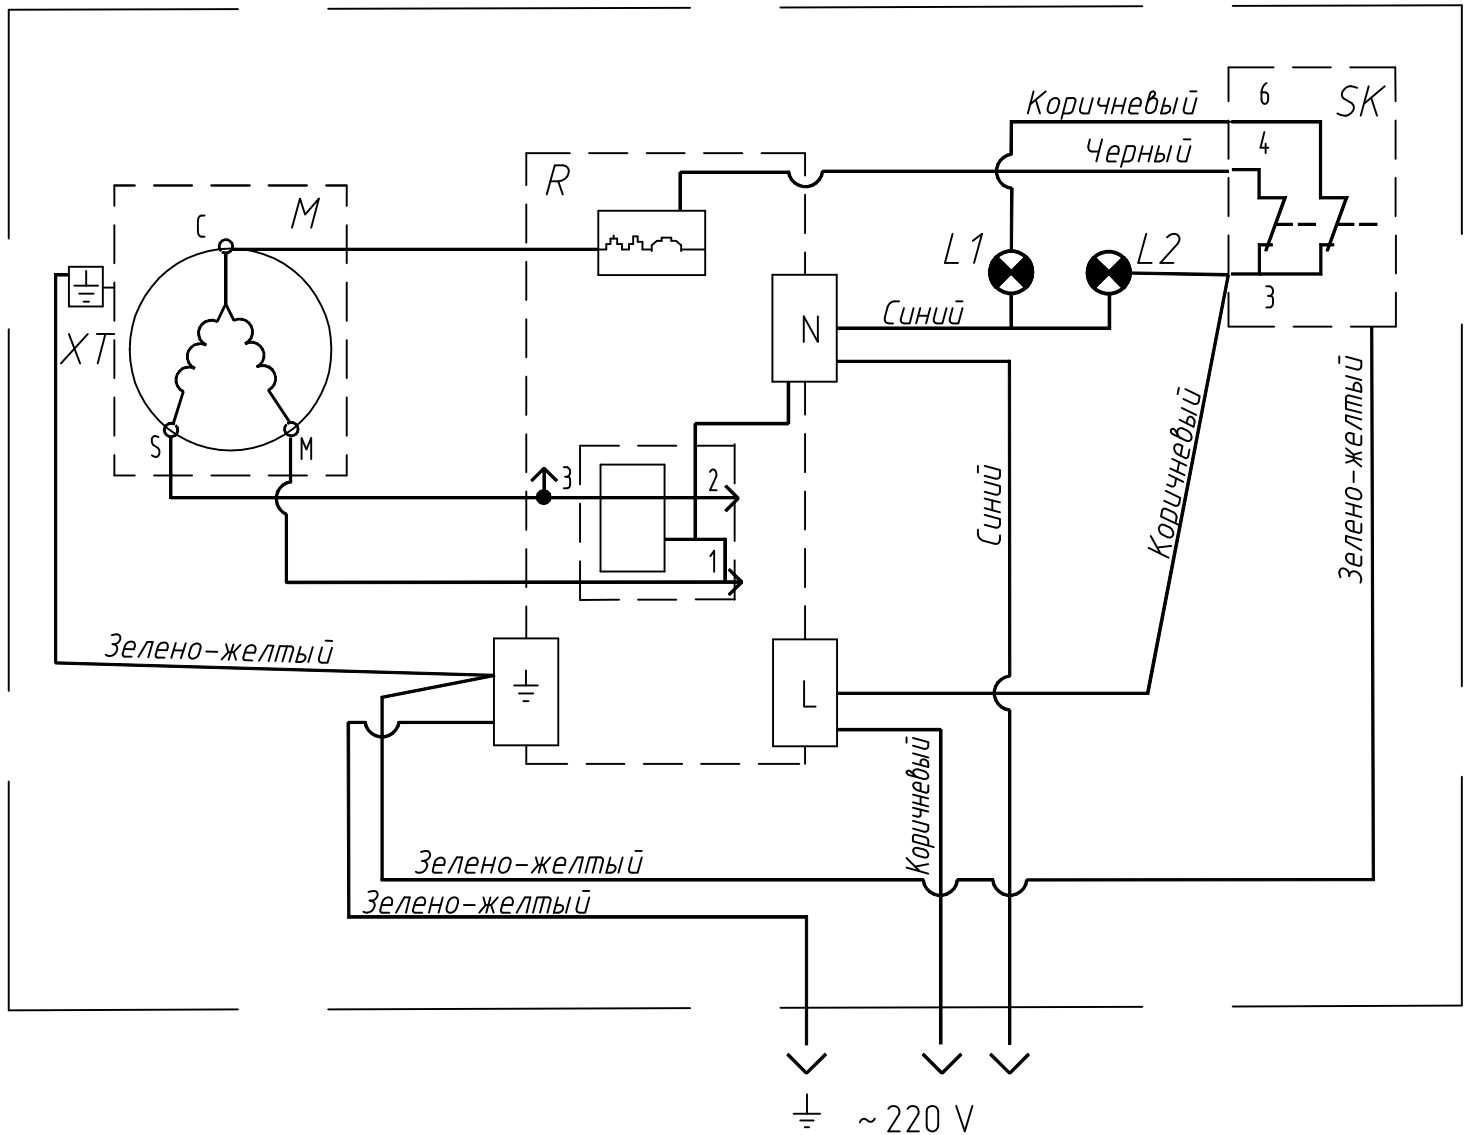 Коричневый
6
SK
4
Черный
R
M
C
L1
L2
3
Синий
N
XT
S
M
3
2
1
Синий
Коричневый
Зелено-желтый
Зелено-желтый
L
Коричневый
Зелено-желтый
Зелено-желтый
~220 V